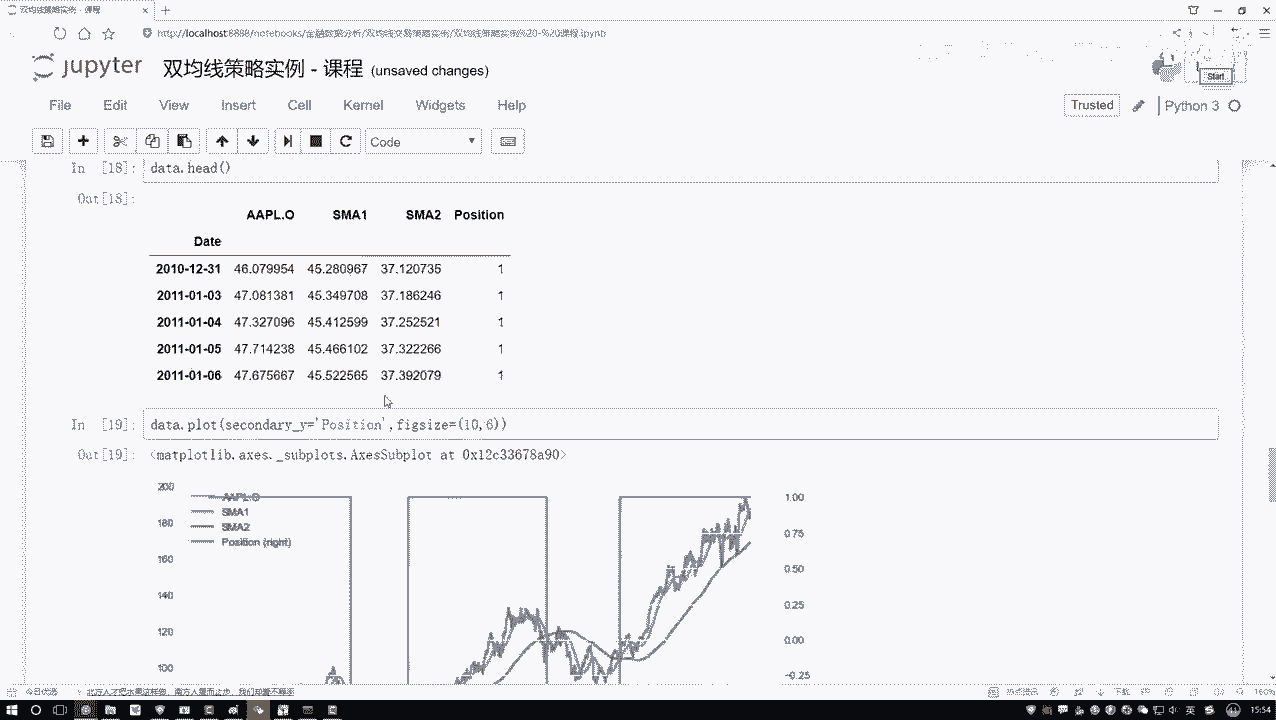 双均线策略实例 - 课程
http://localhost:8888/notebooks/金融数据分析/双均线交易策略实例/双均线策略实例%20-%20课程.ipynb
jupyter 双均线策略实例 - 课程 (unsaved changes)
Start
File Edit View Insert Cell Kernel Widgets Help
Trusted Python 3
Code
In [18]: data.head()
Out[18]:
AAPL.O SMA1 SMA2 Position
Date
2010-12-31 46.079954 45.280967 37.120735 1
2011-01-03 47.081381 45.349708 37.186246 1
2011-01-04 47.327096 45.412599 37.252521 1
2011-01-05 47.714238 45.466102 37.322266 1
2011-01-06 47.675667 45.522565 37.392079 1
In [19]: data.plot(secondary_y='Position',figsize=(10,6))
Out[19]: <matplotlib.axes._subplots.AxesSubplot at 0x12c33678a90>
200
180
160
140
120
100
AAPL.O
SMA1
SMA2
Position (right)
1.00
0.75
0.50
0.25
0.00
-0.25
今日优选
下载
160%
15:54